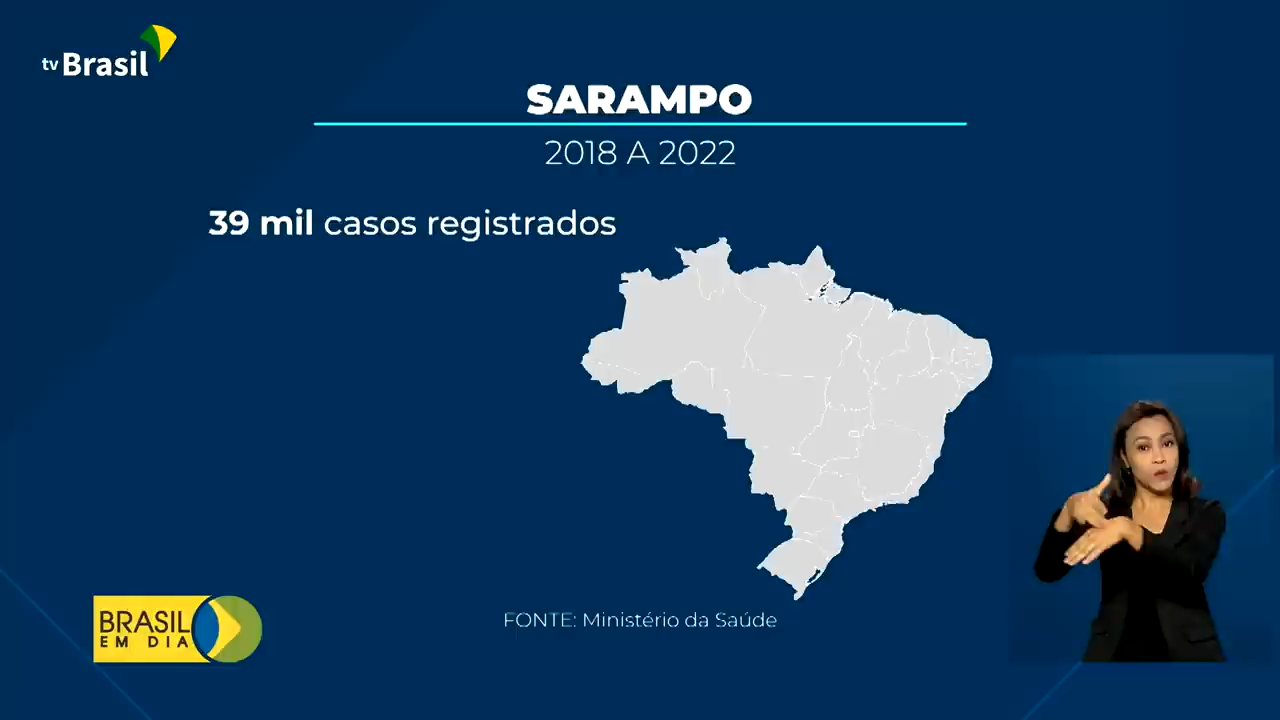 tv Brasil
SARAMPO
2018 A 2022
39 mil casos registrados
FONTE: Ministério da Saúde
BRASIL
EM DIA